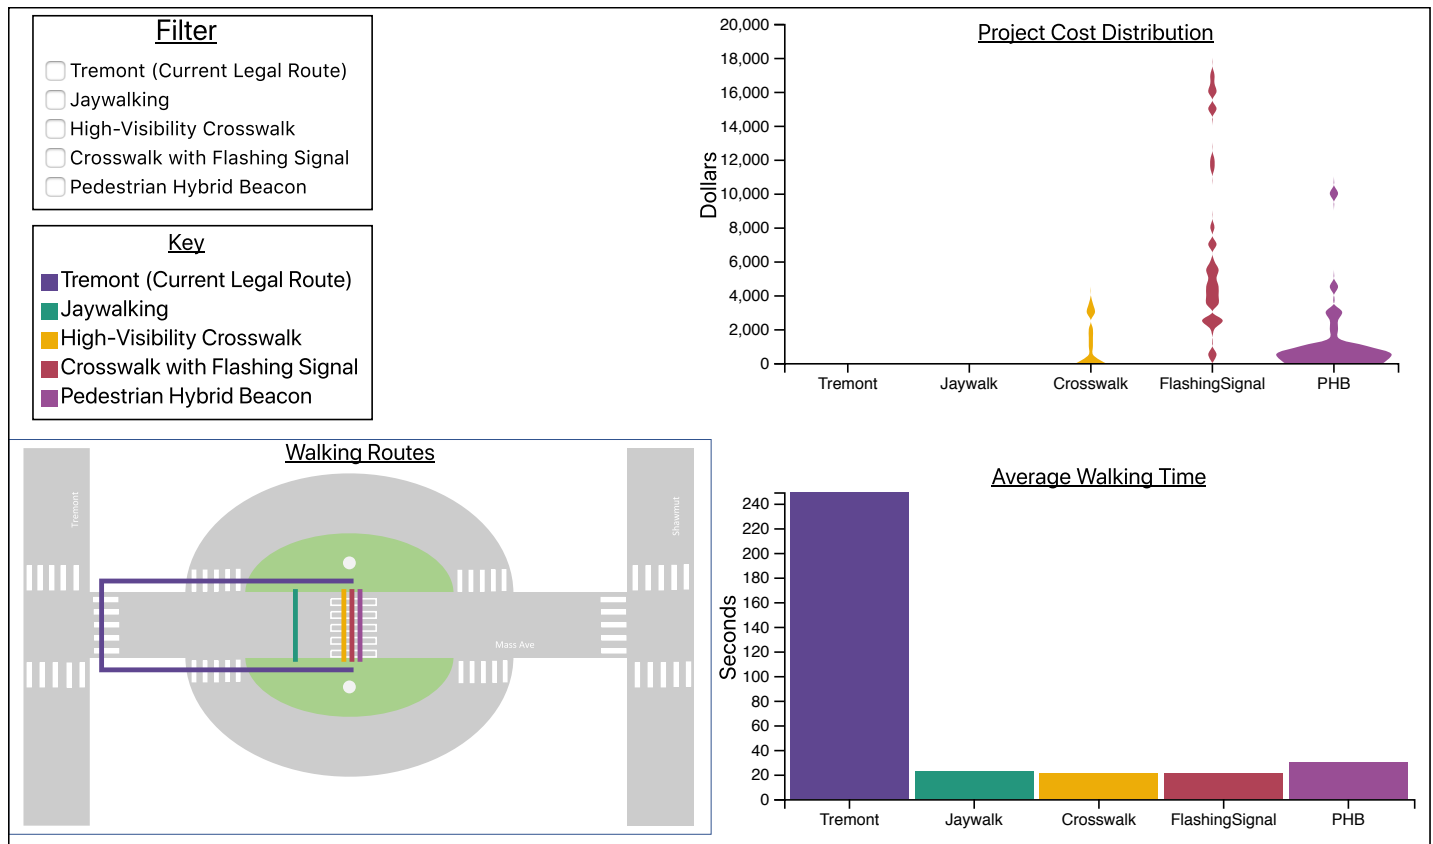 Filter
Tremont (Current Legal Route)
Jaywalking
High-Visibility Crosswalk
Crosswalk with Flashing Signal
Pedestrian Hybrid Beacon
Key
Tremont (Current Legal Route)
Jaywalking
High-Visibility Crosswalk
Crosswalk with Flashing Signal
Pedestrian Hybrid Beacon
Project Cost Distribution
Dollars
20,000
18,000
16,000
14,000
12,000
10,000
8,000
6,000
4,000
2,000
0
Tremont Jaywalk Crosswalk FlashingSignal PHB
Walking Routes
Tremont
Shawmut
Mass Ave
Average Walking Time
Seconds
240
220
200
180
160
140
120
100
80
60
40
20
0
Tremont Jaywalk Crosswalk FlashingSignal PHB